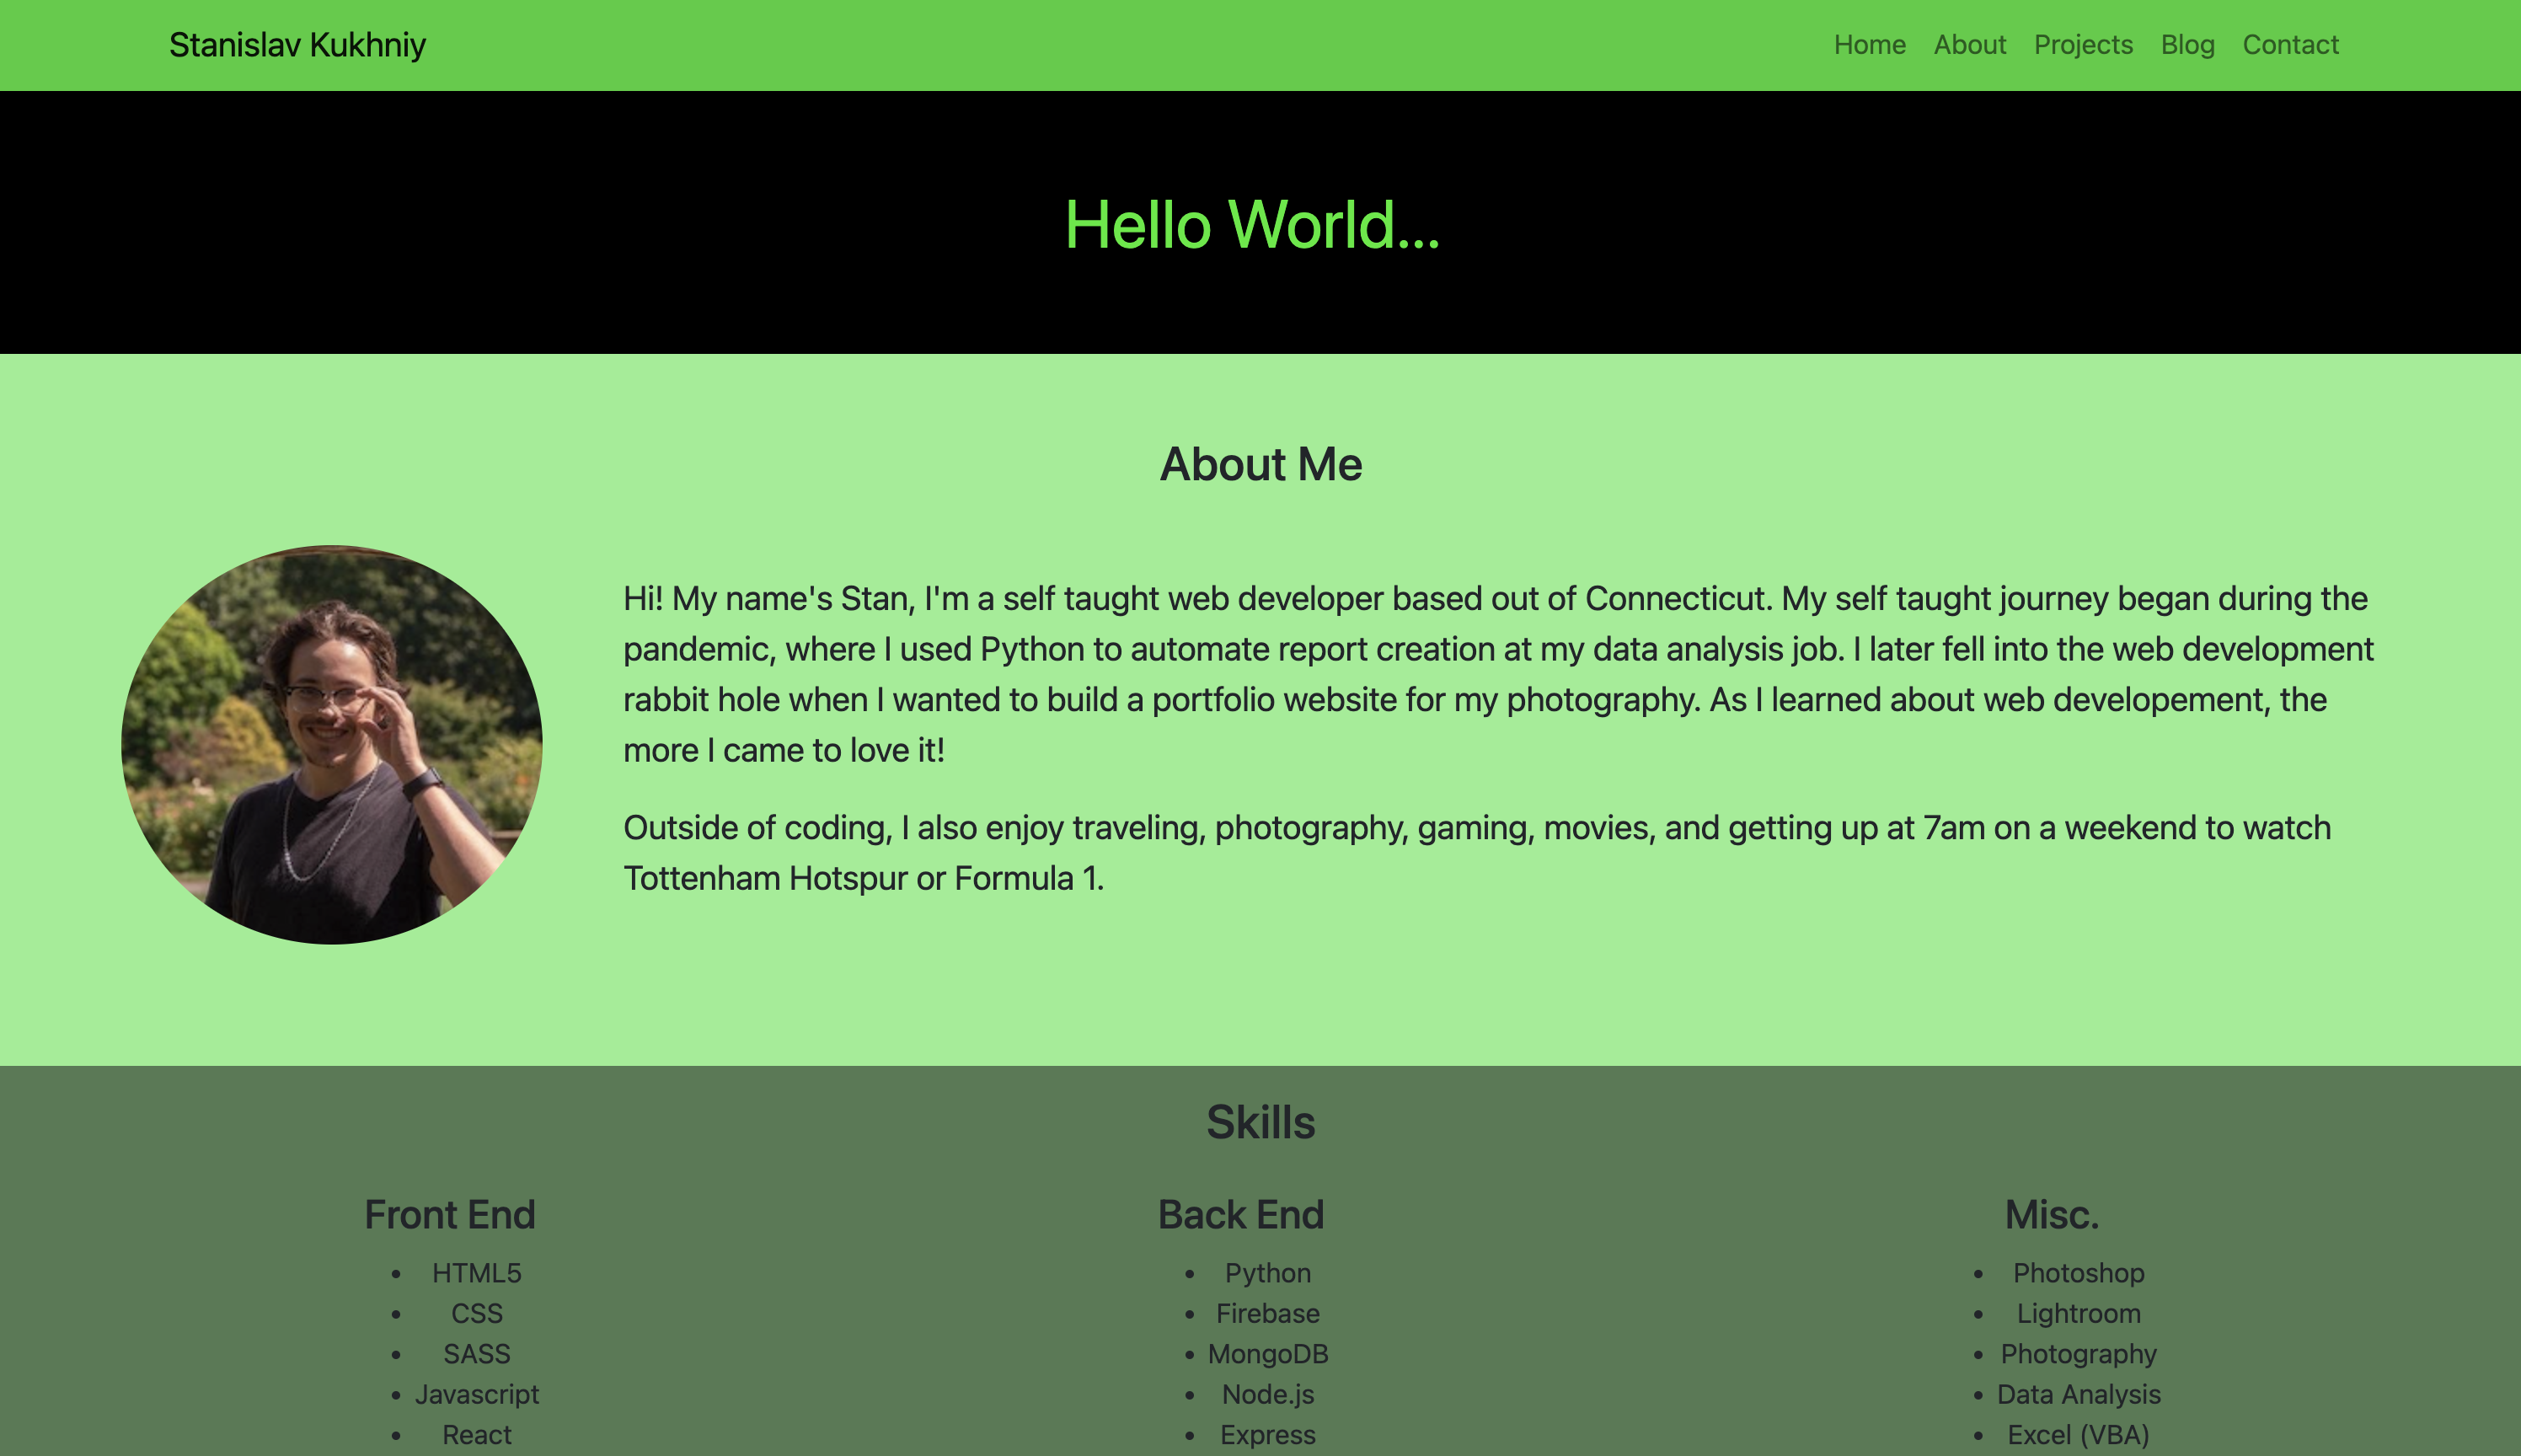 Stanislav Kukhniy
Home About Projects Blog Contact
Hello World...
About Me
Hi! My name's Stan, I'm a self taught web developer based out of Connecticut. My self taught journey began during the
pandemic, where I used Python to automate report creation at my data analysis job. I later fell into the web development
rabbit hole when I wanted to build a portfolio website for my photography. As I learned about web developement, the
more I came to love it!
Outside of coding, I also enjoy traveling, photography, gaming, movies, and getting up at 7am on a weekend to watch
Tottenham Hotspur or Formula 1.
Skills
Front End
• HTML5
• CSS
• SASS
• Javascript
• React
Back End
• Python
• Firebase
• MongoDB
• Node.js
• Express
Misc.
• Photoshop
• Lightroom
• Photography
• Data Analysis
• Excel (VBA)